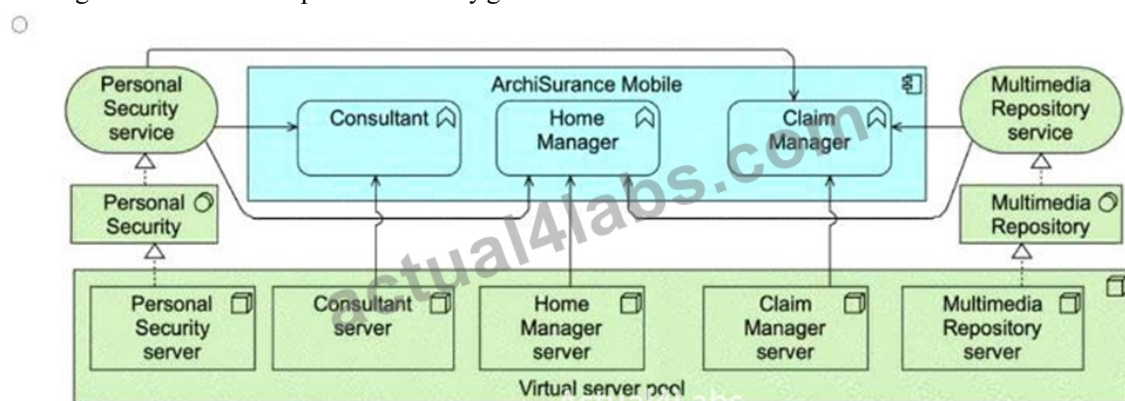 ArchiSurance Mobile
Personal
Security
service
Consultant
Home
Manager
Claim
Manager
Multimedia
Repository
service
Personal
Security
Multimedia
Repository
Personal
Security
server
Consultant
server
Home
Manager
server
Claim
Manager
server
Multimedia
Repository
server
Virtual server pool
actual4labs.com